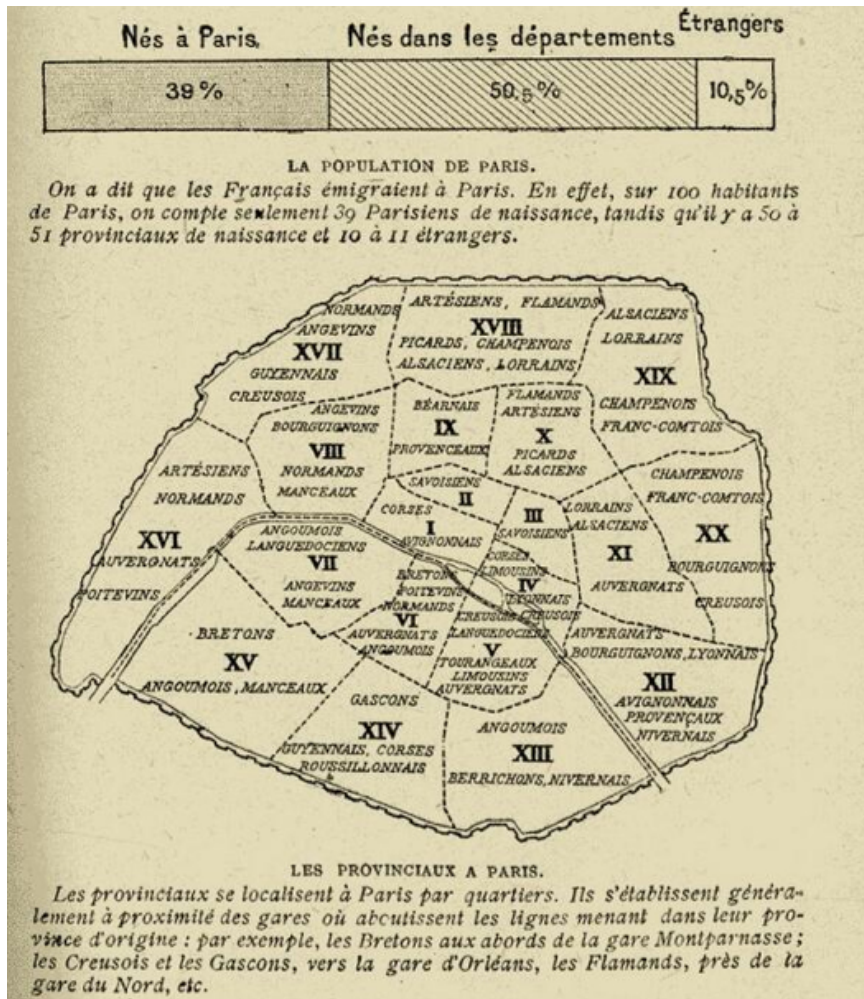 Nés à Paris. Nés dans les départements Étrangers
39 % 50,5% 10,5%
LA POPULATION DE PARIS.
On a dit que les Français émigraient à Paris. En effet, sur 100 habitants
de Paris, on compte seulement 39 Parisiens de naissance, tandis qu'il y a 50 à
51 provinciaux de naissance et 10 à 11 étrangers.
NORMANDS
ANGEVINS
XVII
GUYENNAIS
CREUSOIS
ARTÉSIENS, FLAMANDS
XVIII
PICARDS, CHAMPENOIS
ALSACIENS, LORRAINS
ALSACIENS
LORRAINS
XIX
CHAMPENOIS
FRANC-COMTOIS
ANGEVINS
BOURGUIGNONS
VIII
NORMANDS
MANCEAUX
BÉARNAIS
IX
PROVENCEAUX
FLAMANDS
ARTÉSIENS
X
PICARDS
ALSACIENS
ARTÉSIENS
NORMANDS
XVI
AUVERGNATS
POITEVINS
SAVOISIENS
II
CORSES
I
AVIGNONNAIS
III
SAVOISIENS
LORRAINS
ALSACIENS
XI
AUVERGNATS
CHAMPENOIS
FRANC-COMTOIS
XX
BOURGUIGNONS
CREUSOIS
ANGOUMOIS
LANGUEDOCIENS
VII
ANGEVINS
MANCEAUX
CORSES
LIMOUSINS
IV
LYONNAIS
CREUSOIS
BRETONS
POITEVINS
NORMANDS
VI
AUVERGNATS
ANGOUMOIS
CREUSOIS
LANGUEDOCIENS
V
TOURANGEAUX
LIMOUSINS
AUVERGNATS
AUVERGNATS
BOURGUIGNONS, LYONNAIS
XII
AVIGNONNAIS
PROVENÇAUX
NIVERNAIS
BRETONS
XV
ANGOUMOIS, MANCEAUX
GASCONS
XIV
GUYENNAIS, CORSES
ROUSSILLONNAIS
ANGOUMOIS
XIII
BERRICHONS, NIVERNAIS
LES PROVINCIAUX A PARIS.
Les provinciaux se localisent à Paris par quartiers. Ils s'établissent généra-
lement à proximité des gares où aboutissent les lignes menant dans leur pro-
vince d'origine : par exemple, les Bretons aux abords de la gare Montparnasse ;
les Creusois et les Gascons, vers la gare d'Orléans, les Flamands, près de la
gare du Nord, etc.